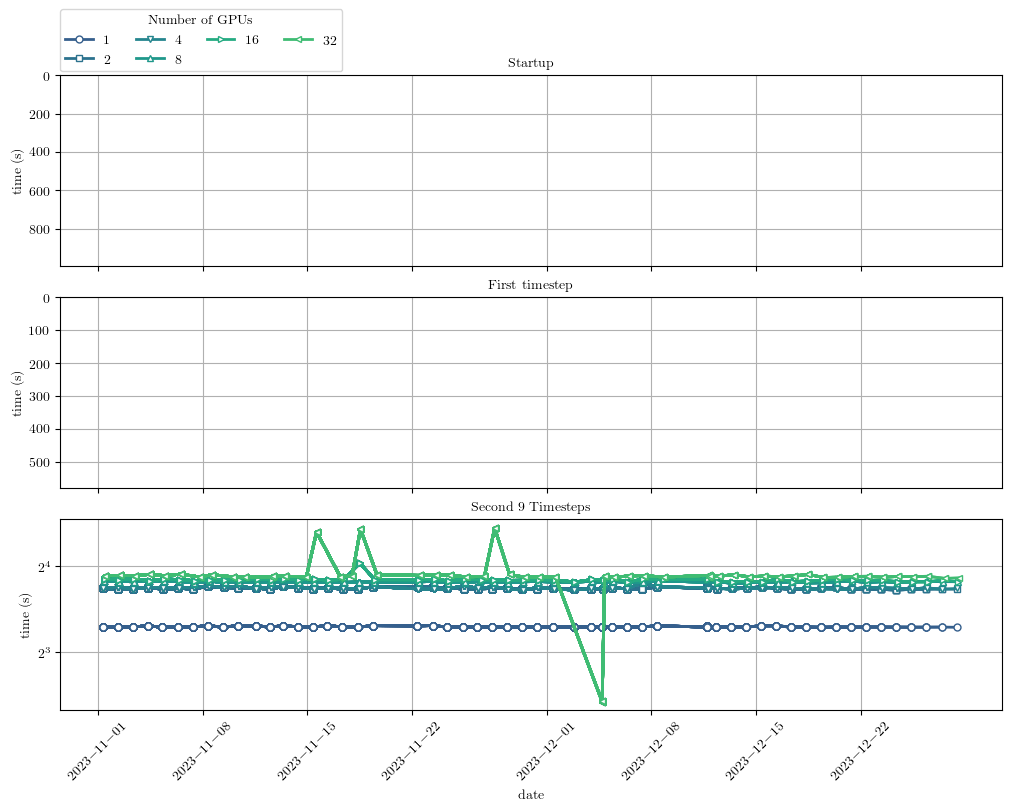 Number of GPUs
1 4 16 32
2 8
Startup
0
200
400
600
800
time (s)
First timestep
0
100
200
300
400
500
time (s)
Second 9 Timesteps
2^4
2^3
time (s)
2023−11−01 2023−11−08 2023−11−15 2023−11−22 2023−12−01 2023−12−08 2023−12−15 2023−12−22
date